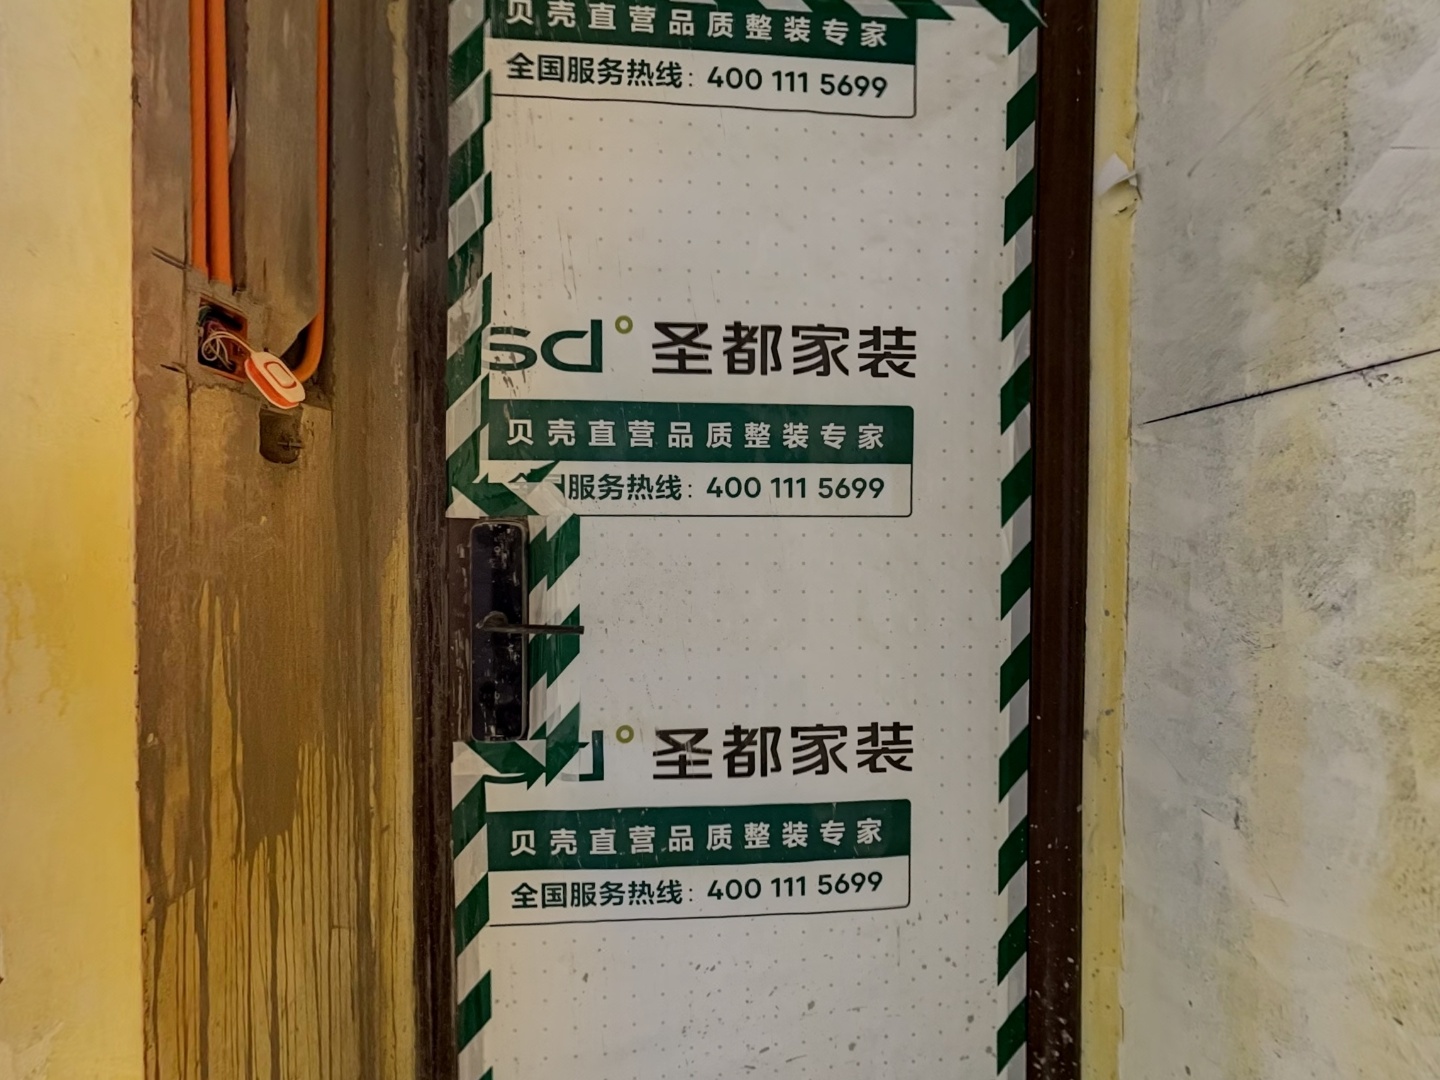 贝壳直营品质整装专家
全国服务热线: 400 111 5699
sd° 圣都家装
贝壳直营品质整装专家
国服务热线: 400 111 5699
d° 圣都家装
贝壳直营品质整装专家
全国服务热线: 400 111 5699